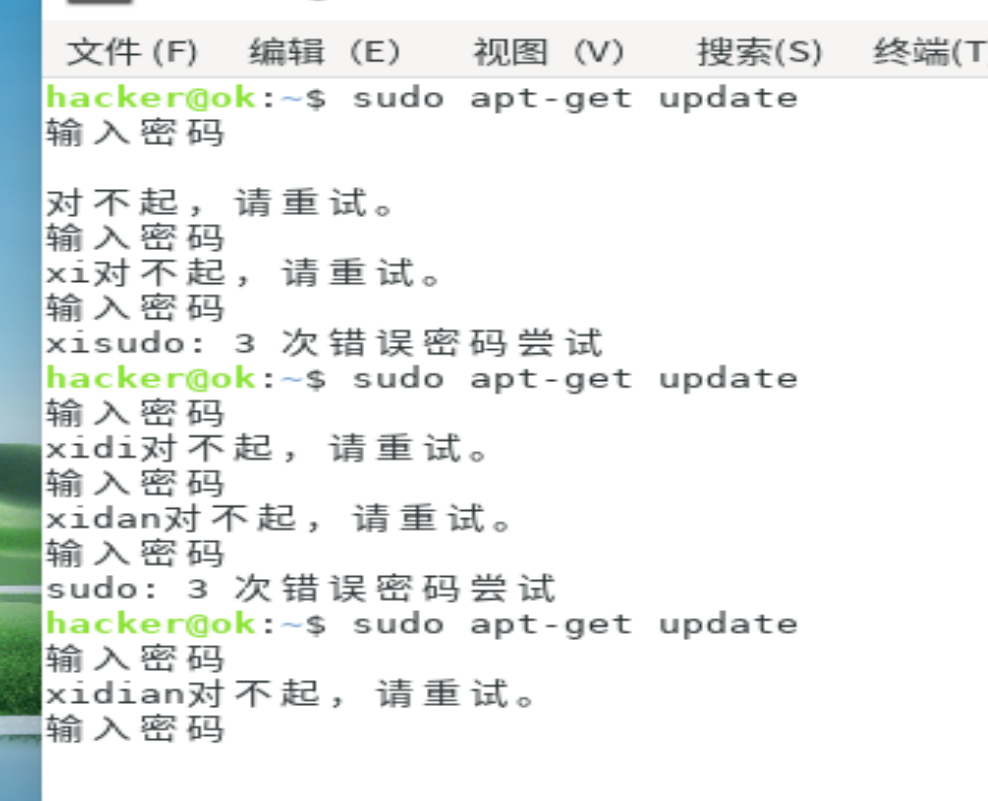 文件 (F) 编辑 (E) 视图 (V) 搜索(S) 终端(T
hacker@ok:~$ sudo apt-get update
输入密码
对不起，请重试。
输入密码
xi对不起，请重试。
输入密码
xisudo: 3 次错误密码尝试
hacker@ok:~$ sudo apt-get update
输入密码
xidi对不起，请重试。
输入密码
xidan对不起，请重试。
输入密码
sudo: 3 次错误密码尝试
hacker@ok:~$ sudo apt-get update
输入密码
xidian对不起，请重试。
输入密码